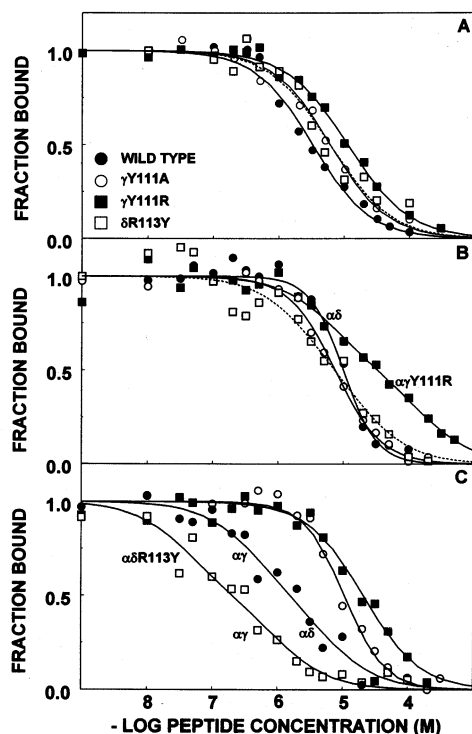 A
FRACTION BOUND
1.0
0.5
0.0
WILD TYPE
γY111A
γY111R
δR113Y
B
FRACTION BOUND
1.0
0.5
0.0
αδ
αγY111R
C
FRACTION BOUND
1.0
0.5
0.0
αδR113Y
αγ
αγ
αδ
8 7 6 5 4
- LOG PEPTIDE CONCENTRATION (M)